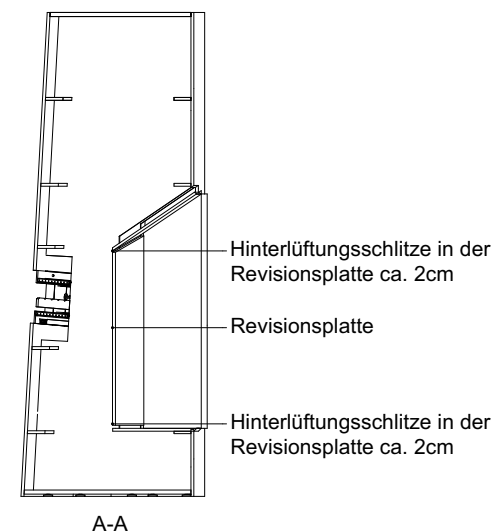 Hinterlüftungsschlitze in der
Revisionsplatte ca. 2cm
Revisionsplatte
Hinterlüftungsschlitze in der
Revisionsplatte ca. 2cm
A-A